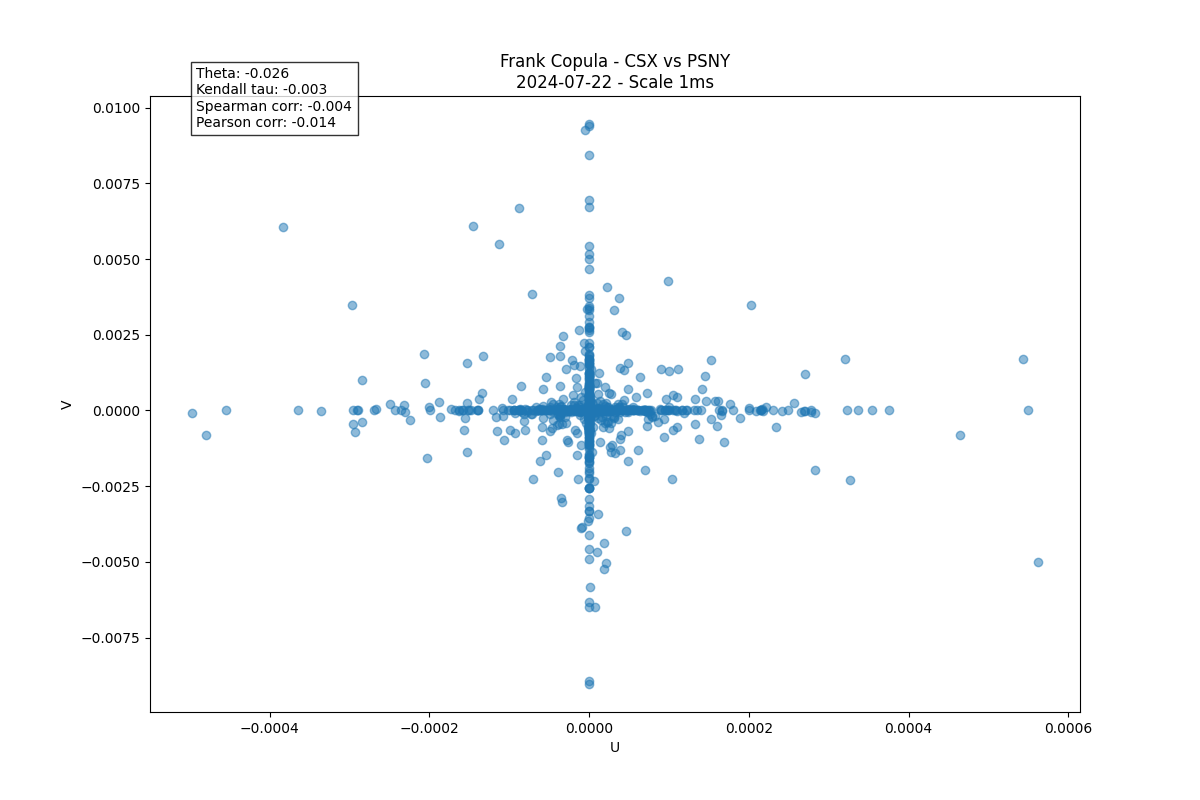 Frank Copula - CSX vs PSNY
2024-07-22 - Scale 1ms
Theta: -0.026
Kendall tau: -0.003
Spearman corr: -0.004
Pearson corr: -0.014
0.0100
0.0075
0.0050
0.0025
0.0000
−0.0025
−0.0050
−0.0075
V
−0.0004
−0.0002
0.0000
0.0002
0.0004
0.0006
U